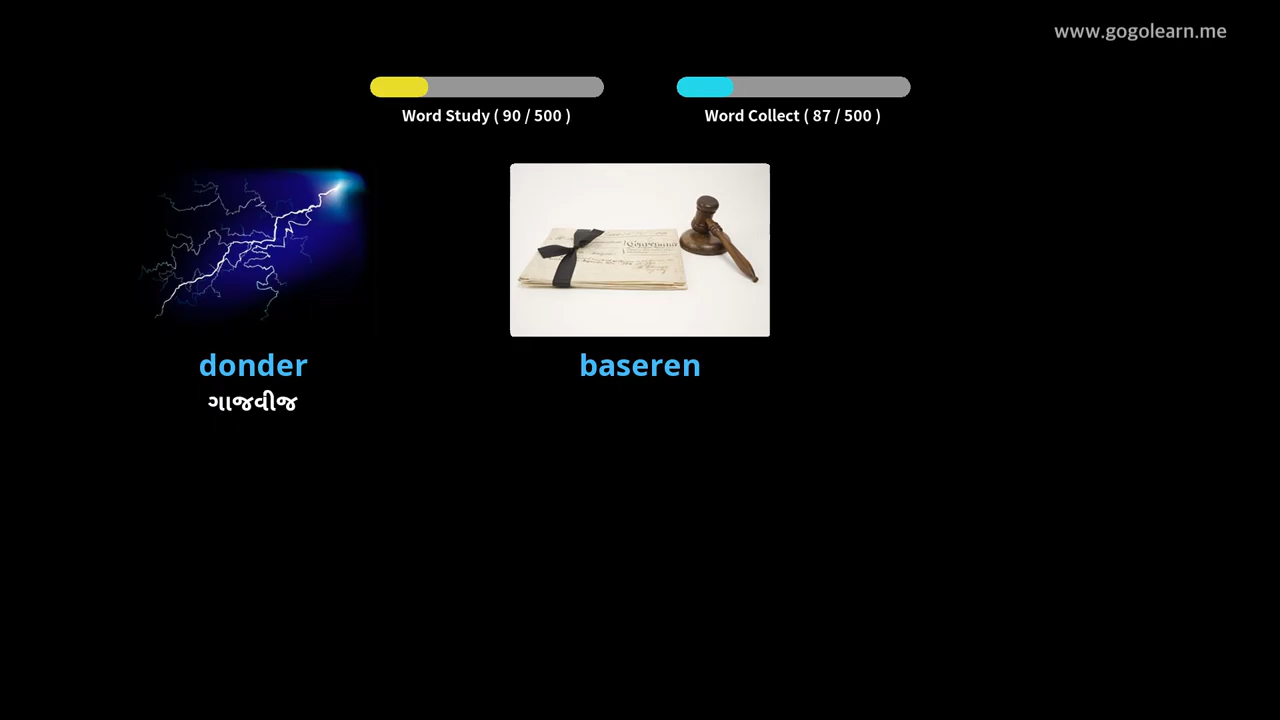 www.gogolearn.me
Word Study ( 90 / 500 )
Word Collect ( 87 / 500 )
donder
ગાજવીજ
baseren